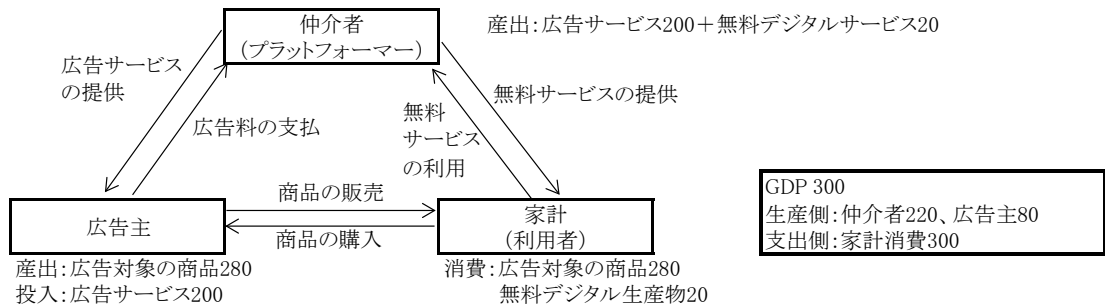 仲介者
(プラットフォーマー)
産出:広告サービス200+無料デジタルサービス20
広告サービス
の提供
広告料の支払
無料
サービス
の利用
無料サービスの提供
広告主
商品の販売
商品の購入
家計
(利用者)
産出:広告対象の商品280
投入:広告サービス200
消費:広告対象の商品280
無料デジタル生産物20
GDP 300
生産側:仲介者220、広告主80
支出側:家計消費300